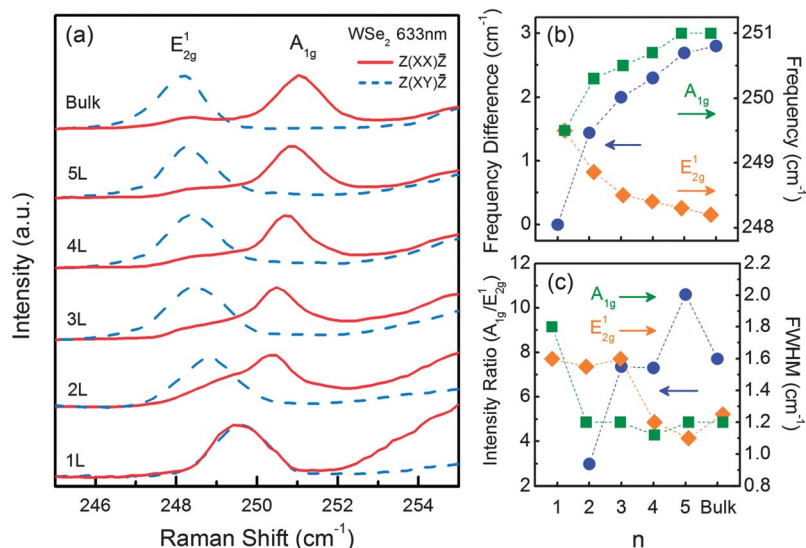 (a)
E¹₂g
A₁g
WSe₂ 633nm
Z(XX)Z̄
Z(XY)Z̄
Bulk
5L
4L
3L
2L
1L
Intensity (a.u.)
246 248 250 252 254
Raman Shift (cm⁻¹)
(b)
3
2
1
0
Frequency Difference (cm⁻¹)
A₁g
E¹₂g
251
250
249
248
Frequency (cm⁻¹)
(c)
A₁g
E¹₂g
12
10
8
6
4
2
Intensity Ratio (A₁g/E¹₂g)
2.0
1.8
1.6
1.4
1.2
1.0
0.8
FWHM (cm⁻¹)
1 2 3 4 5 Bulk
n